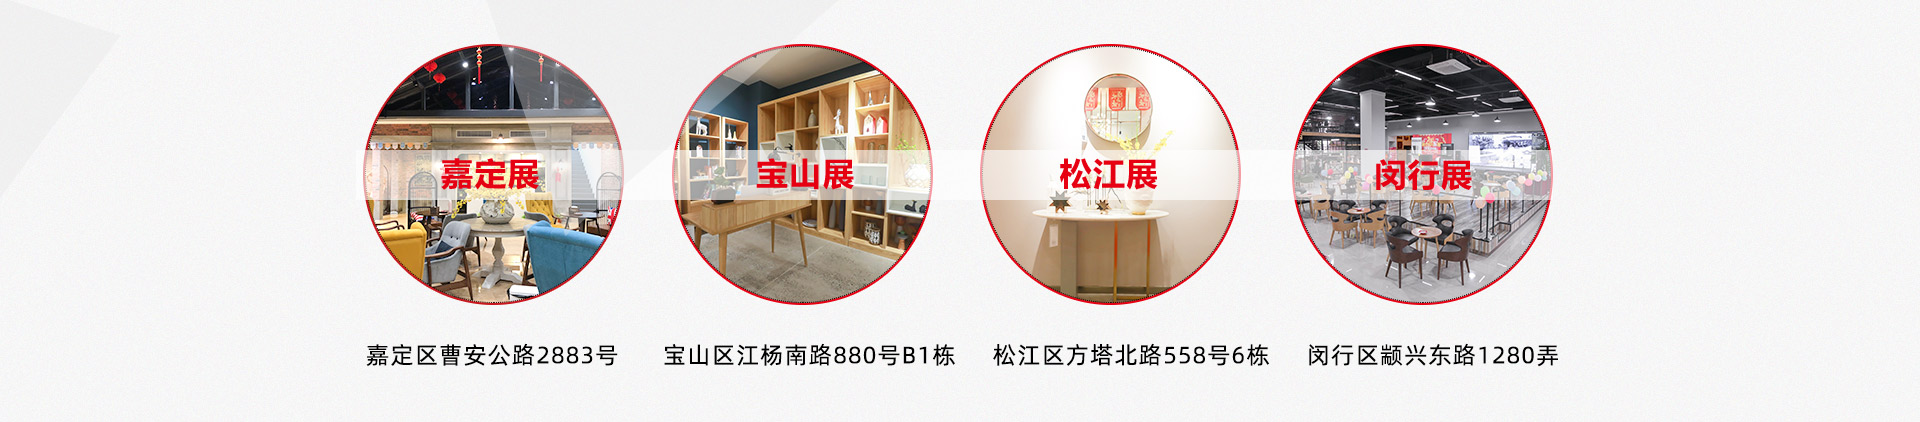 嘉定展
宝山展
松江展
闵行展
嘉定区曹安公路2883号
宝山区江杨南路880号B1栋
松江区方塔北路558号6栋
闵行区颛兴东路1280弄